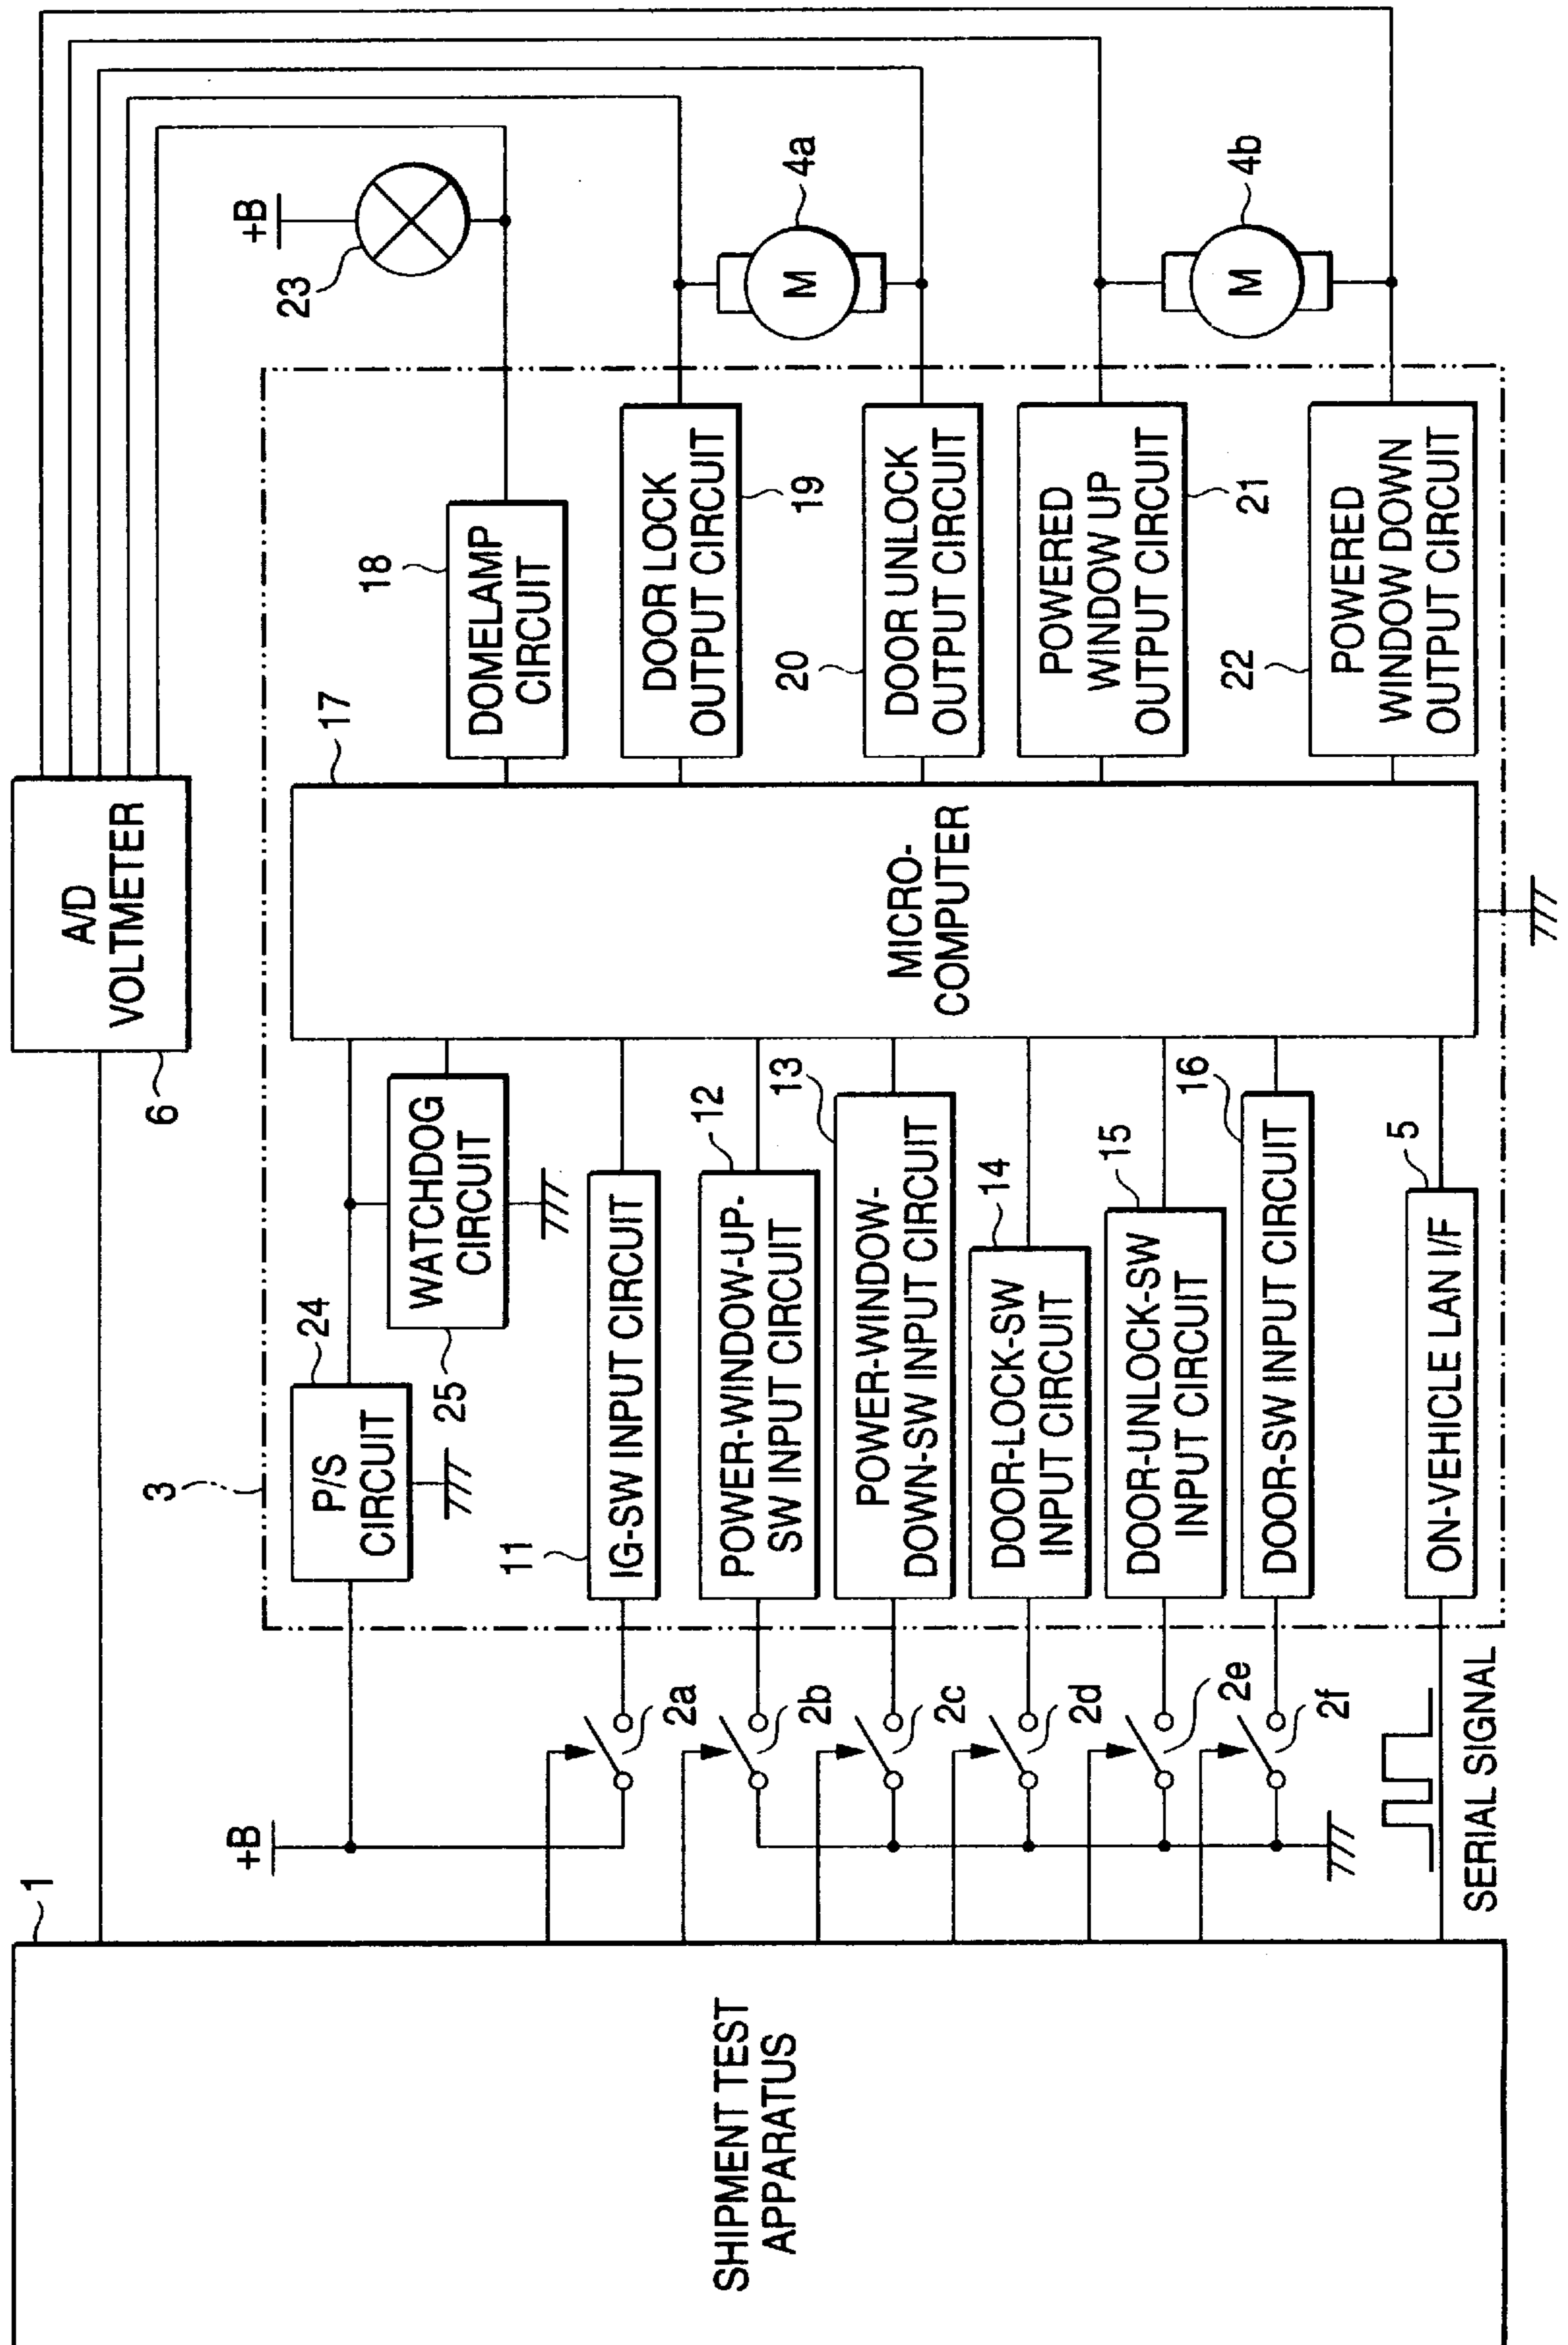 1
SHIPMENT TEST
APPARATUS
A/D
VOLTMETER
6
3
+B
P/S
CIRCUIT
24
WATCHDOG
CIRCUIT
25
11
IG-SW INPUT CIRCUIT
2a
POWER-WINDOW-UP-
SW INPUT CIRCUIT
12
2b
POWER-WINDOW-
DOWN-SW INPUT CIRCUIT
13
2c
DOOR-LOCK-SW
INPUT CIRCUIT
14
2d
DOOR-UNLOCK-SW
INPUT CIRCUIT
15
2e
DOOR-SW INPUT CIRCUIT
16
2f
ON-VEHICLE LAN I/F
5
SERIAL SIGNAL
17
MICRO-
COMPUTER
18
DOMELAMP
CIRCUIT
+B
23
DOOR LOCK
OUTPUT CIRCUIT
19
M
4a
20
DOOR UNLOCK
OUTPUT CIRCUIT
POWERED
WINDOW UP
OUTPUT CIRCUIT
21
M
4b
22
POWERED
WINDOW DOWN
OUTPUT CIRCUIT